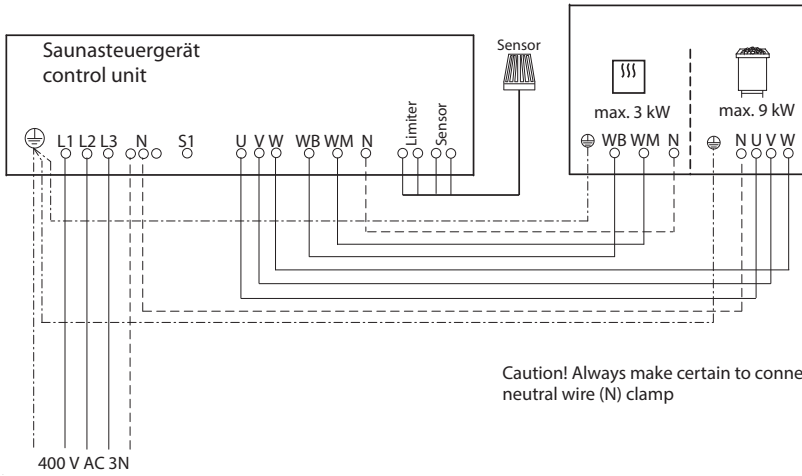 Saunasteuergerät
control unit
Sensor
max. 3 kW
max. 9 kW
L1 L2 L3 N S1 U V W WB WM N Limiter Sensor
WB WM N
N U V W
Caution! Always make certain to conne
neutral wire (N) clamp
400 V AC 3N